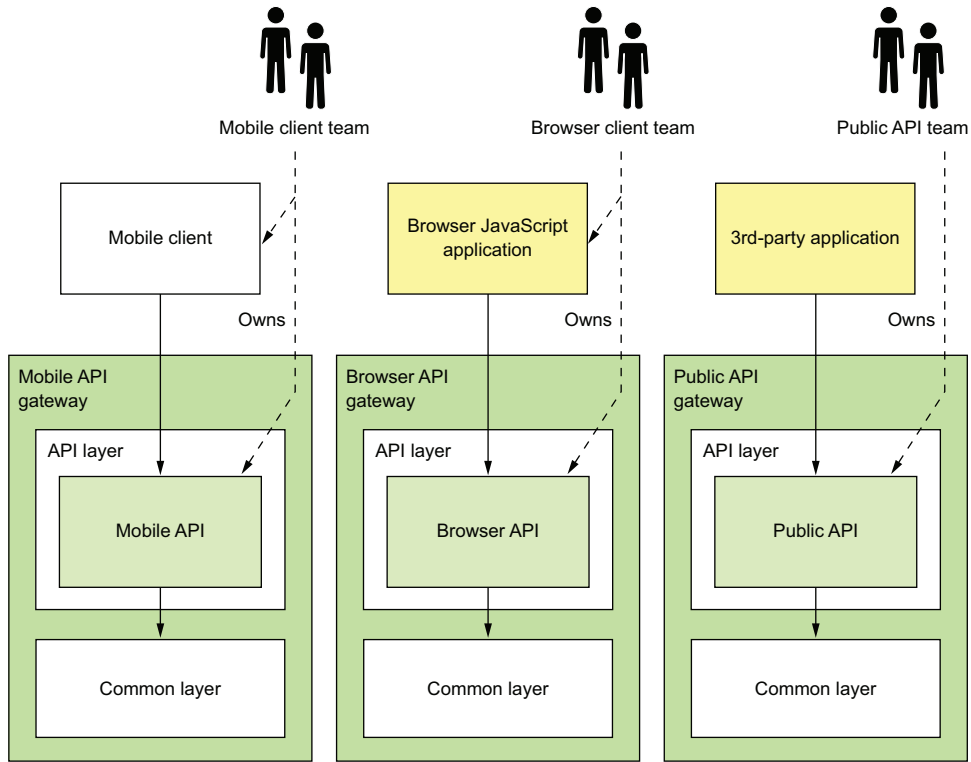 Mobile client team
Browser client team
Public API team
Mobile client
Browser JavaScript
application
3rd-party application
Owns
Owns
Owns
Mobile API
gateway
Browser API
gateway
Public API
gateway
API layer
API layer
API layer
Mobile API
Browser API
Public API
Common layer
Common layer
Common layer